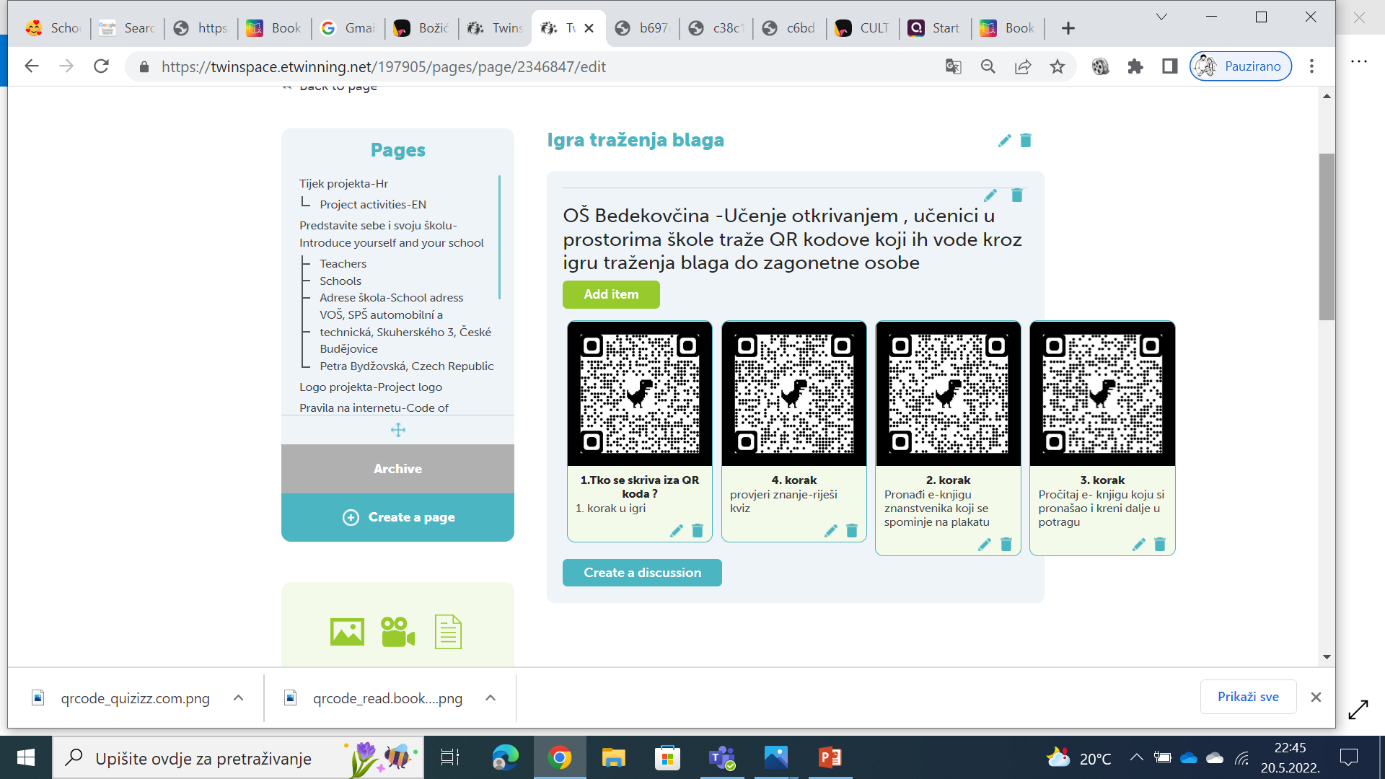 Scho
Searc
https
Book
Gmai
Božić
Twins
Tw
b697
c38c1
c6bd
CULT
Start
Book
https://twinspace.etwinning.net/197905/pages/page/2346847/edit
Pauzirano
Back to page
Pages
Tijek projekta-Hr
Project activities-EN
Predstavite sebe i svoju školu-
Introduce yourself and your school
Teachers
Schools
Adrese škola-School adress
VOŠ, SPŠ automobilní a
technická, Skuherského 3, České
Budějovice
Petra Bydžovská, Czech Republic
Logo projekta-Project logo
Pravila na internetu-Code of
Archive
Create a page
Igra traženja blaga
OŠ Bedekovčina -Učenje otkrivanjem , učenici u
prostorima škole traže QR kodove koji ih vode kroz
igru traženja blaga do zagonetne osobe
Add item
1.Tko se skriva iza QR
koda ?
1. korak u igri
4. korak
provjeri znanje-riješi
kviz
2. korak
Pronađi e-knjigu
znanstvenika koji se
spominje na plakatu
3. korak
Pročitaj e- knjigu koju si
pronašao i kreni dalje u
potragu
Create a discussion
qrcode_quizizz.com.png
qrcode_read.book....png
Prikaži sve
Upišite ovdje za pretraživanje
20°C
22:45
20.5.2022.